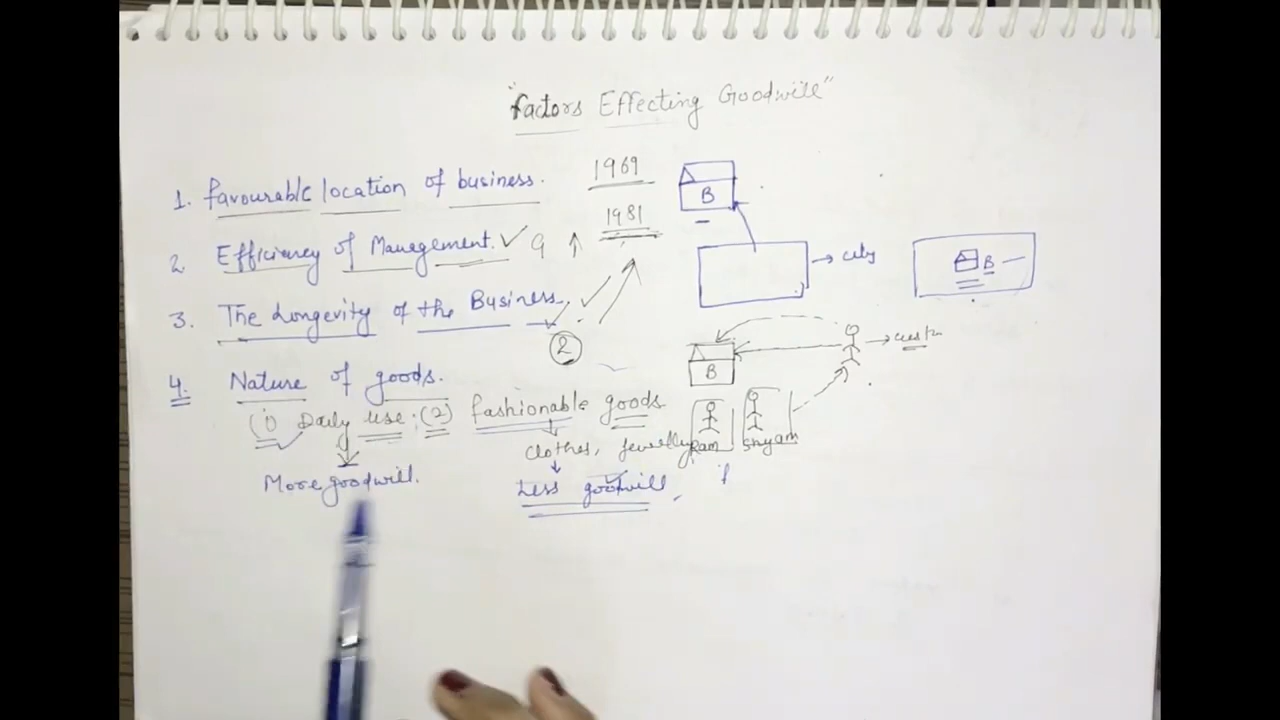 "Factors Effecting Goodwill"
1. Favourable location of business.
1969
B
2 Efficiency of Management. ✓ G ↑
1981
→ city
B
3. The Longevity of the Business,
2
→ custm
B
4. Nature of goods.
(1) Daily use; (2) Fashionable goods
clothes, Jewellry
Ram
Shyam
More goodwill.
Less goodwill